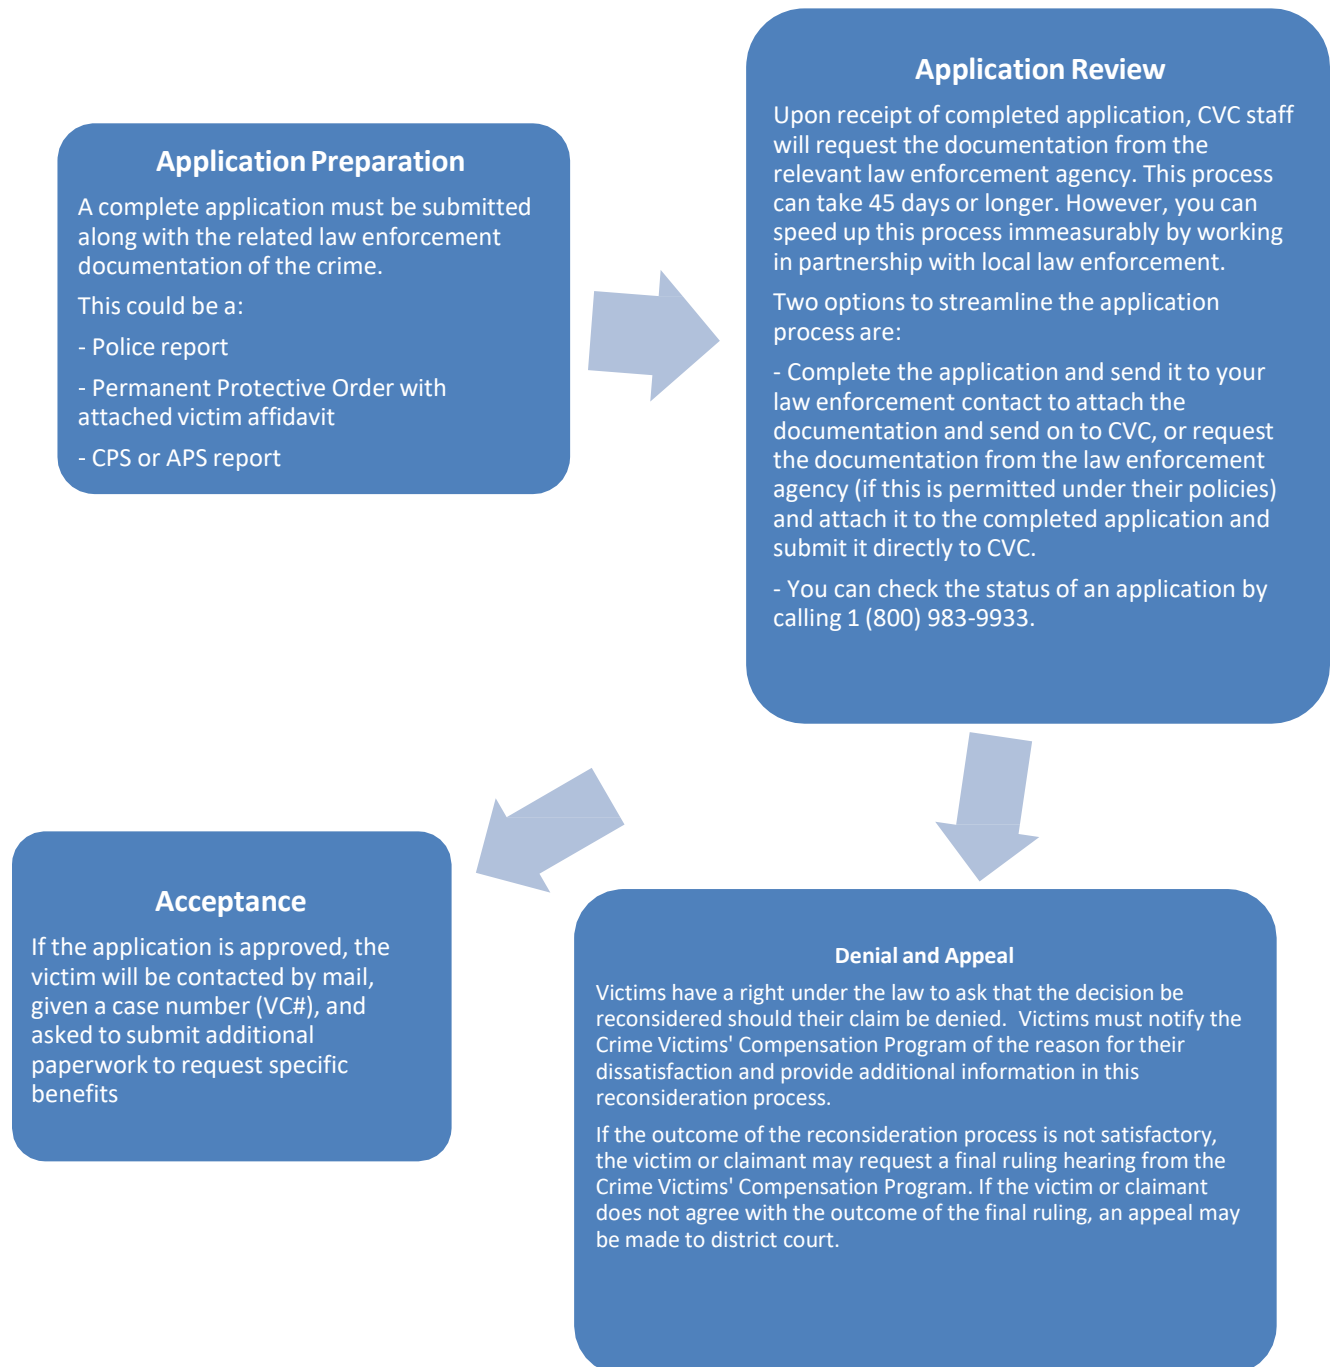 Application Preparation
A complete application must be submitted
along with the related law enforcement
documentation of the crime.
This could be a:
- Police report
- Permanent Protective Order with
attached victim affidavit
- CPS or APS report
Application Review
Upon receipt of completed application, CVC staff
will request the documentation from the
relevant law enforcement agency. This process
can take 45 days or longer. However, you can
speed up this process immeasurably by working
in partnership with local law enforcement.
Two options to streamline the application
process are:
- Complete the application and send it to your
law enforcement contact to attach the
documentation and send on to CVC, or request
the documentation from the law enforcement
agency (if this is permitted under their policies)
and attach it to the completed application and
submit it directly to CVC.
- You can check the status of an application by
calling 1 (800) 983-9933.
Acceptance
If the application is approved, the
victim will be contacted by mail,
given a case number (VC#), and
asked to submit additional
paperwork to request specific
benefits
Denial and Appeal
Victims have a right under the law to ask that the decision be
reconsidered should their claim be denied.  Victims must notify the
Crime Victims' Compensation Program of the reason for their
dissatisfaction and provide additional information in this
reconsideration process.
If the outcome of the reconsideration process is not satisfactory,
the victim or claimant may request a final ruling hearing from the
Crime Victims' Compensation Program. If the victim or claimant
does not agree with the outcome of the final ruling, an appeal may
be made to district court.